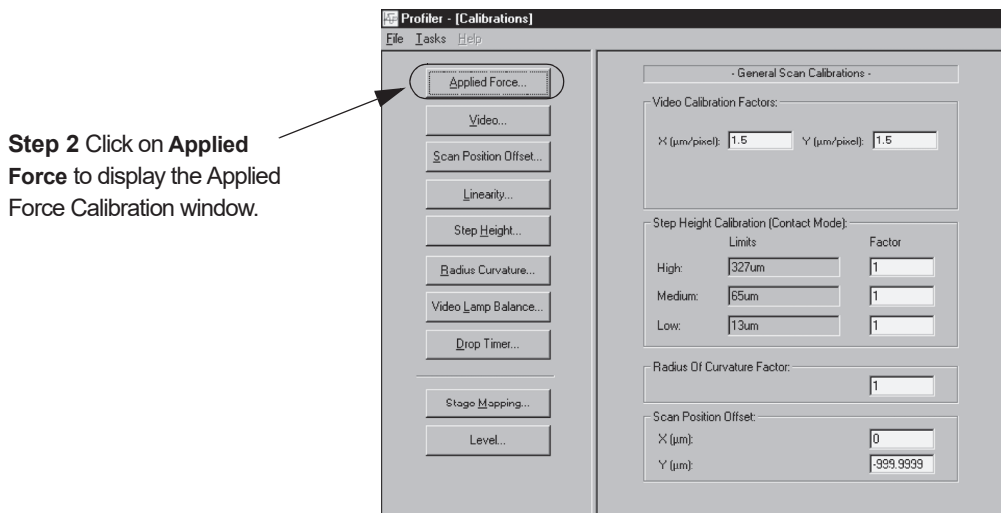 Profiler - [Calibrations]
File Tasks Help
Step 2 Click on Applied
Force to display the Applied
Force Calibration window.
Applied Force...
Video...
Scan Position Offset...
Linearity...
Step Height...
Radius Curvature...
Video Lamp Balance...
Drop Timer...
Stage Mapping...
Level...
- General Scan Calibrations -
Video Calibration Factors:
X (µm/pixel): 1.5 Y (µm/pixel): 1.5
Step Height Calibration (Contact Mode):
Limits Factor
High: 327um 1
Medium: 65um 1
Low: 13um 1
Radius Of Curvature Factor:
1
Scan Position Offset:
X (µm): 0
Y (µm): -999.9999